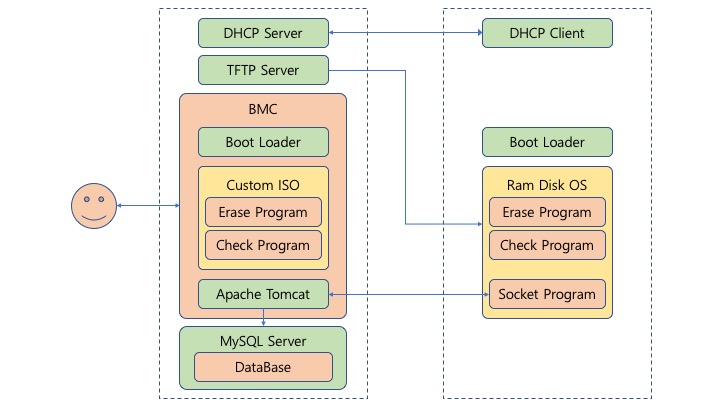 DHCP Server
TFTP Server
BMC
Boot Loader
Custom ISO
Erase Program
Check Program
Apache Tomcat
MySQL Server
DataBase
DHCP Client
Boot Loader
Ram Disk OS
Erase Program
Check Program
Socket Program